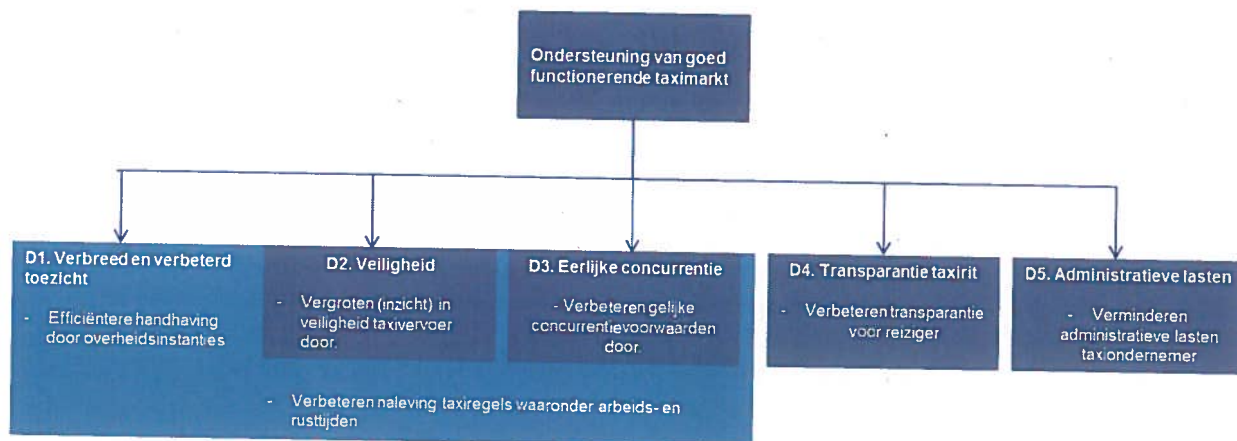 Ondersteuning van goed
functionerende taximarkt
D1. Verbreed en verbeterd
toezicht
- Efficiëntere handhaving
door overheidsinstanties
D2. Veiligheid
- Vergroten (inzicht) in
veiligheid taxivervoer
door.
D3. Eerlijke concurrentie
- Verbeteren gelijke
concurrentievoorwaarden
door.
- Verbeteren naleving taxiregels waaronder arbeids- en
rusttijden
D4. Transparantie taxirit
- Verbeteren transparantie
voor reiziger
D5. Administratieve lasten
- Verminderen
administratieve lasten
taxiondernemer